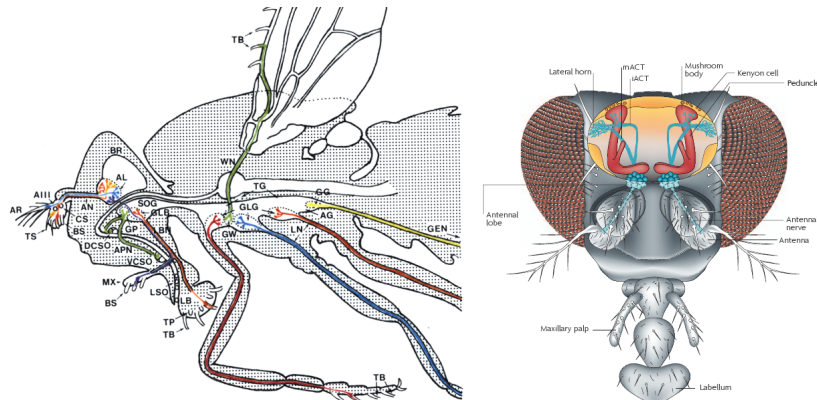 TB
BR
WN
AL
AIII
TG
GG
AR
AN
SOG
GLG
AG
GLB
CS
TS
BS
GP
LBN
GW
LN
GEN
DCSO
APN
VCSO
MX
LSO
LB
BS
TP
TB
TB
Lateral horn
mACT
iACT
Mushroom
body
Kenyon cell
Peduncle
Antennal
lobe
Antennal
nerve
Antenna
Maxillary palp
Labellum